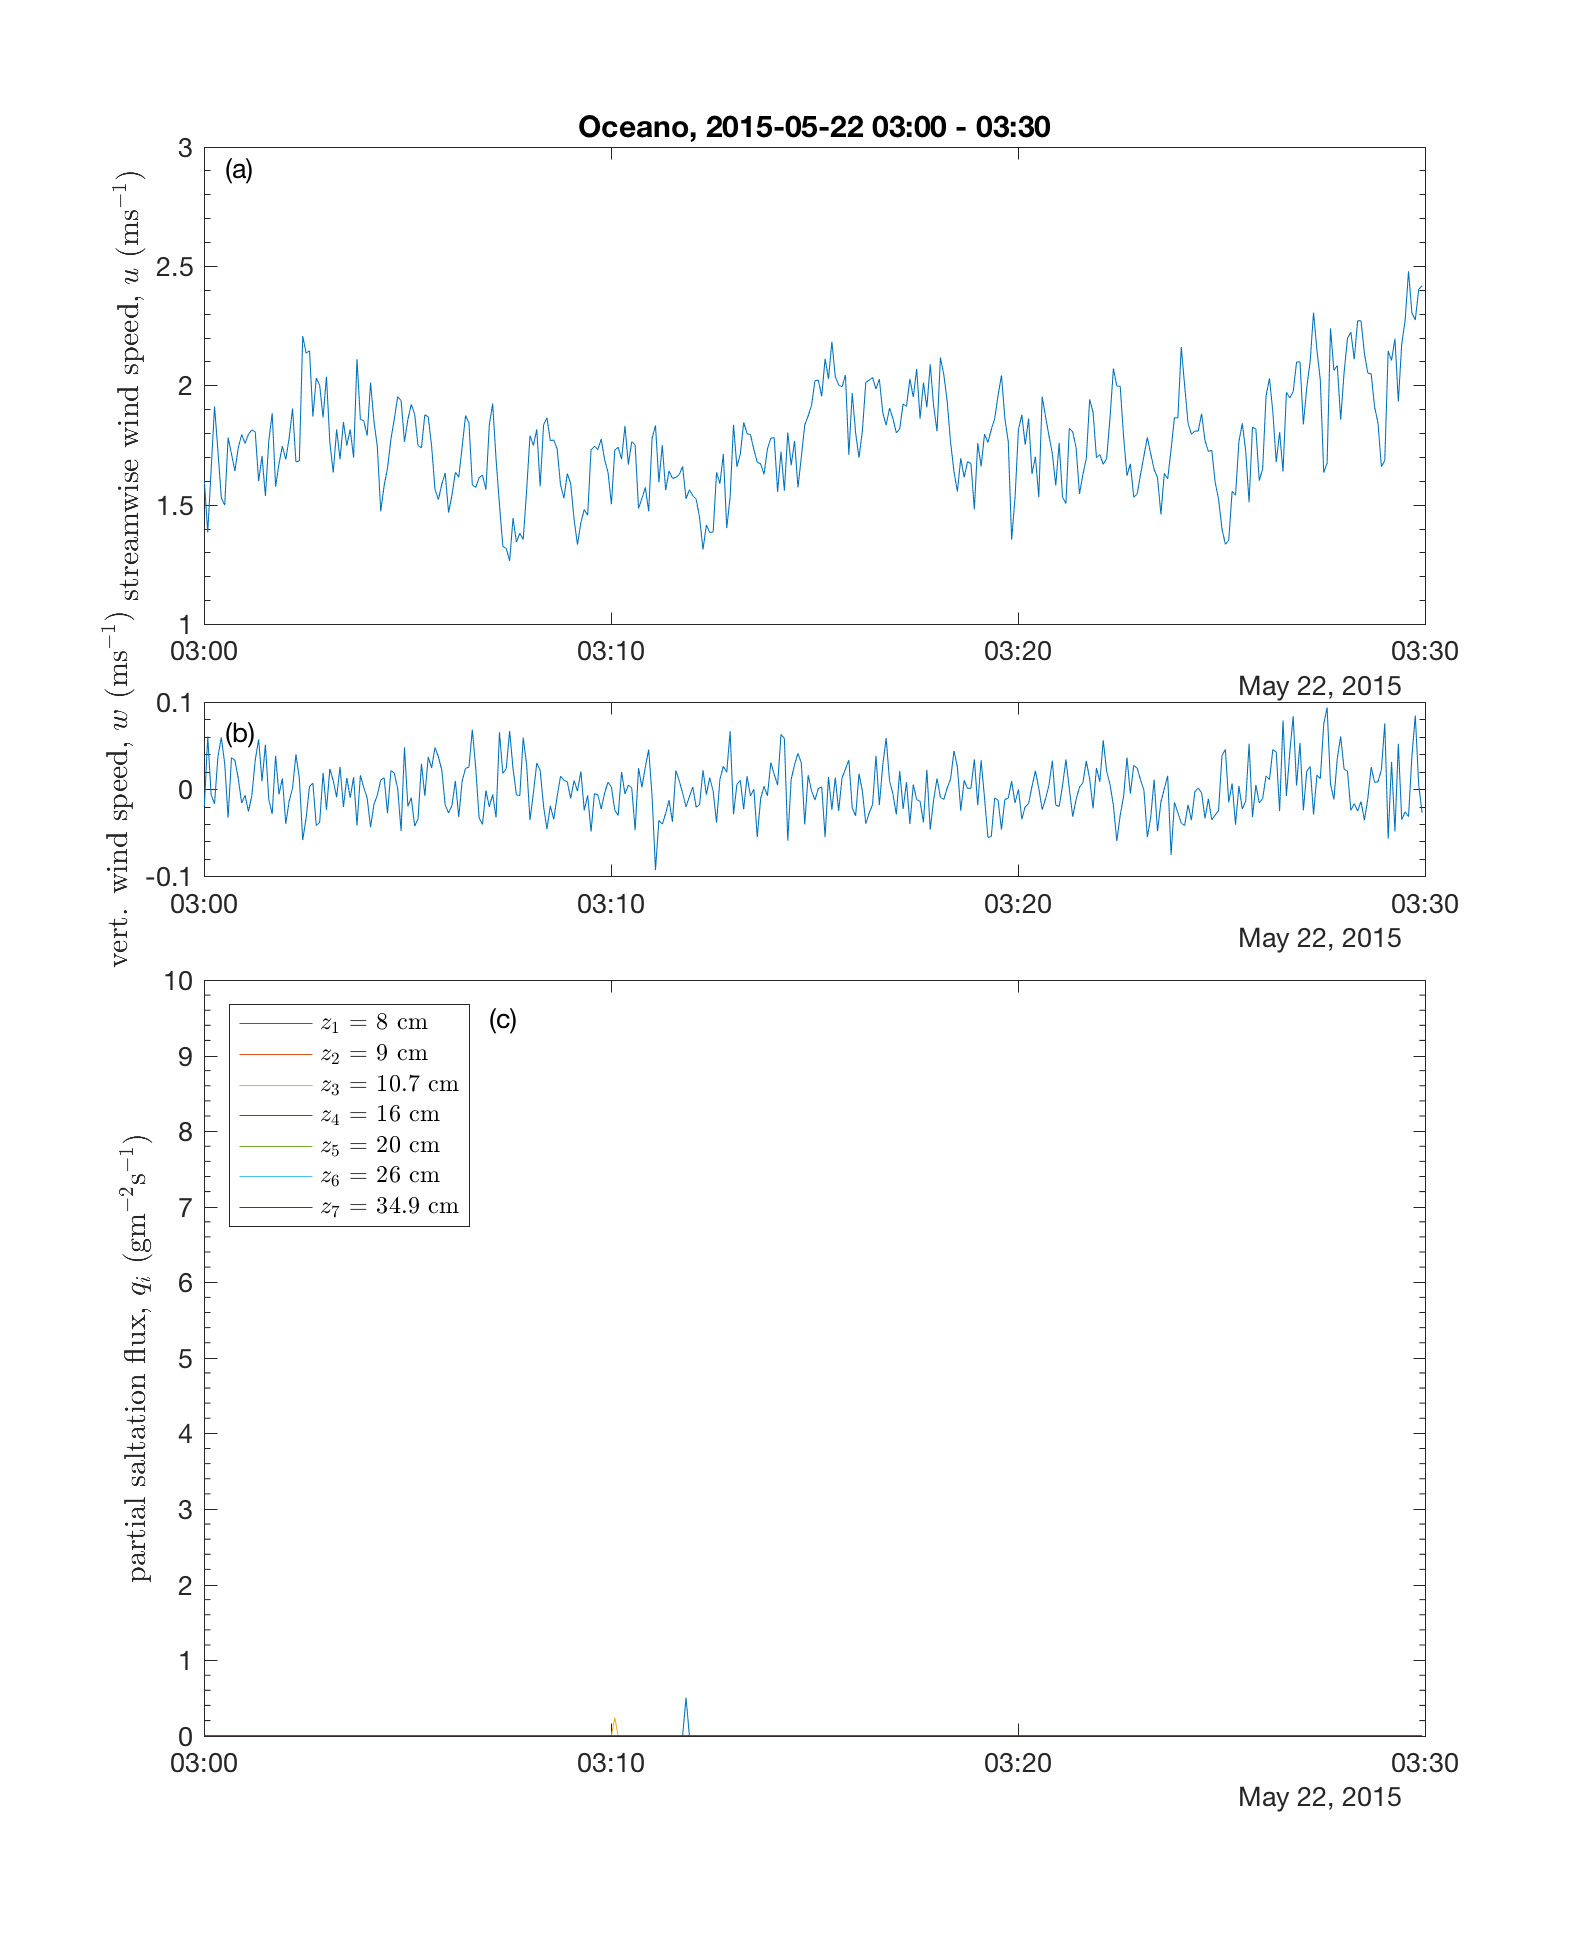 Oceano, 2015-05-22 03:00 - 03:30
(a)
streamwise wind speed, u (ms⁻¹)
3
2.5
2
1.5
1
03:00 03:10 03:20 03:30
May 22, 2015
(b)
vert. wind speed, w (ms⁻¹)
0.1
0
-0.1
03:00 03:10 03:20 03:30
May 22, 2015
(c)
partial saltation flux, qᵢ (gm⁻²s⁻¹)
10
9
8
7
6
5
4
3
2
1
0
z₁ = 8 cm
z₂ = 9 cm
z₃ = 10.7 cm
z₄ = 16 cm
z₅ = 20 cm
z₆ = 26 cm
z₇ = 34.9 cm
03:00 03:10 03:20 03:30
May 22, 2015